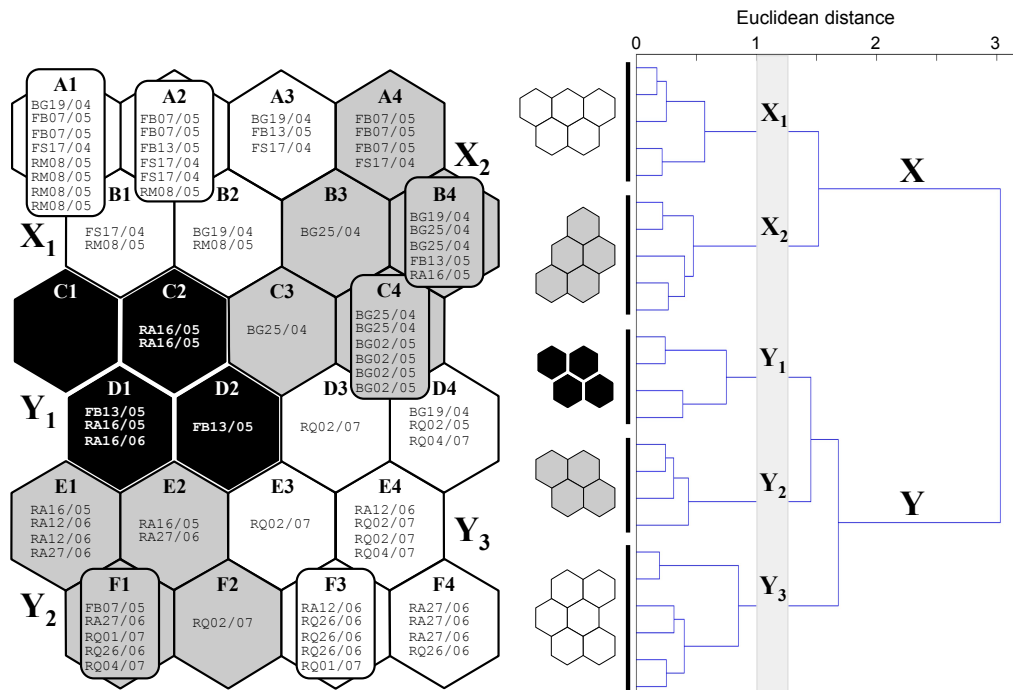 Euclidean distance
0 1 2 3
A1
BG19/04
FB07/05
FB07/05
FS17/04
RM08/05
RM08/05
RM08/05
RM08/05
A2
FB07/05
FB07/05
FB13/05
FS17/04
FS17/04
RM08/05
A3
BG19/04
FB13/05
FS17/04
A4
FB07/05
FB07/05
FB07/05
FS17/04
X2
B1
FS17/04
RM08/05
B2
BG19/04
RM08/05
B3
BG25/04
B4
BG19/04
BG25/04
BG25/04
FB13/05
RA16/05
X1
C1
C2
RA16/05
RA16/05
C3
BG25/04
C4
BG25/04
BG25/04
BG02/05
BG02/05
BG02/05
BG02/05
Y1
D1
FB13/05
RA16/05
RA16/06
D2
FB13/05
D3
RQ02/07
D4
BG19/04
RQ02/05
RQ04/07
E1
RA16/05
RA12/06
RA12/06
RA27/06
E2
RA16/05
RA27/06
E3
RQ02/07
E4
RA12/06
RQ02/07
RQ02/07
RQ04/07
Y3
Y2
F1
FB07/05
RA27/06
RQ01/07
RQ26/06
RQ04/07
F2
RQ02/07
F3
RA12/06
RQ26/06
RQ26/06
RQ26/06
RQ01/07
F4
RA27/06
RA27/06
RA27/06
RQ26/06
X1
X
X2
Y1
Y2
Y
Y3